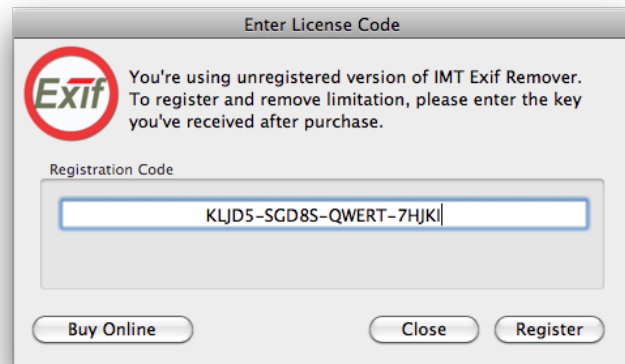 Enter License Code
Exif
You're using unregistered version of IMT Exif Remover.
To register and remove limitation, please enter the key
you've received after purchase.
Registration Code
KLJD5-SGD8S-QWERT-7HJKI
Buy Online
Close
Register